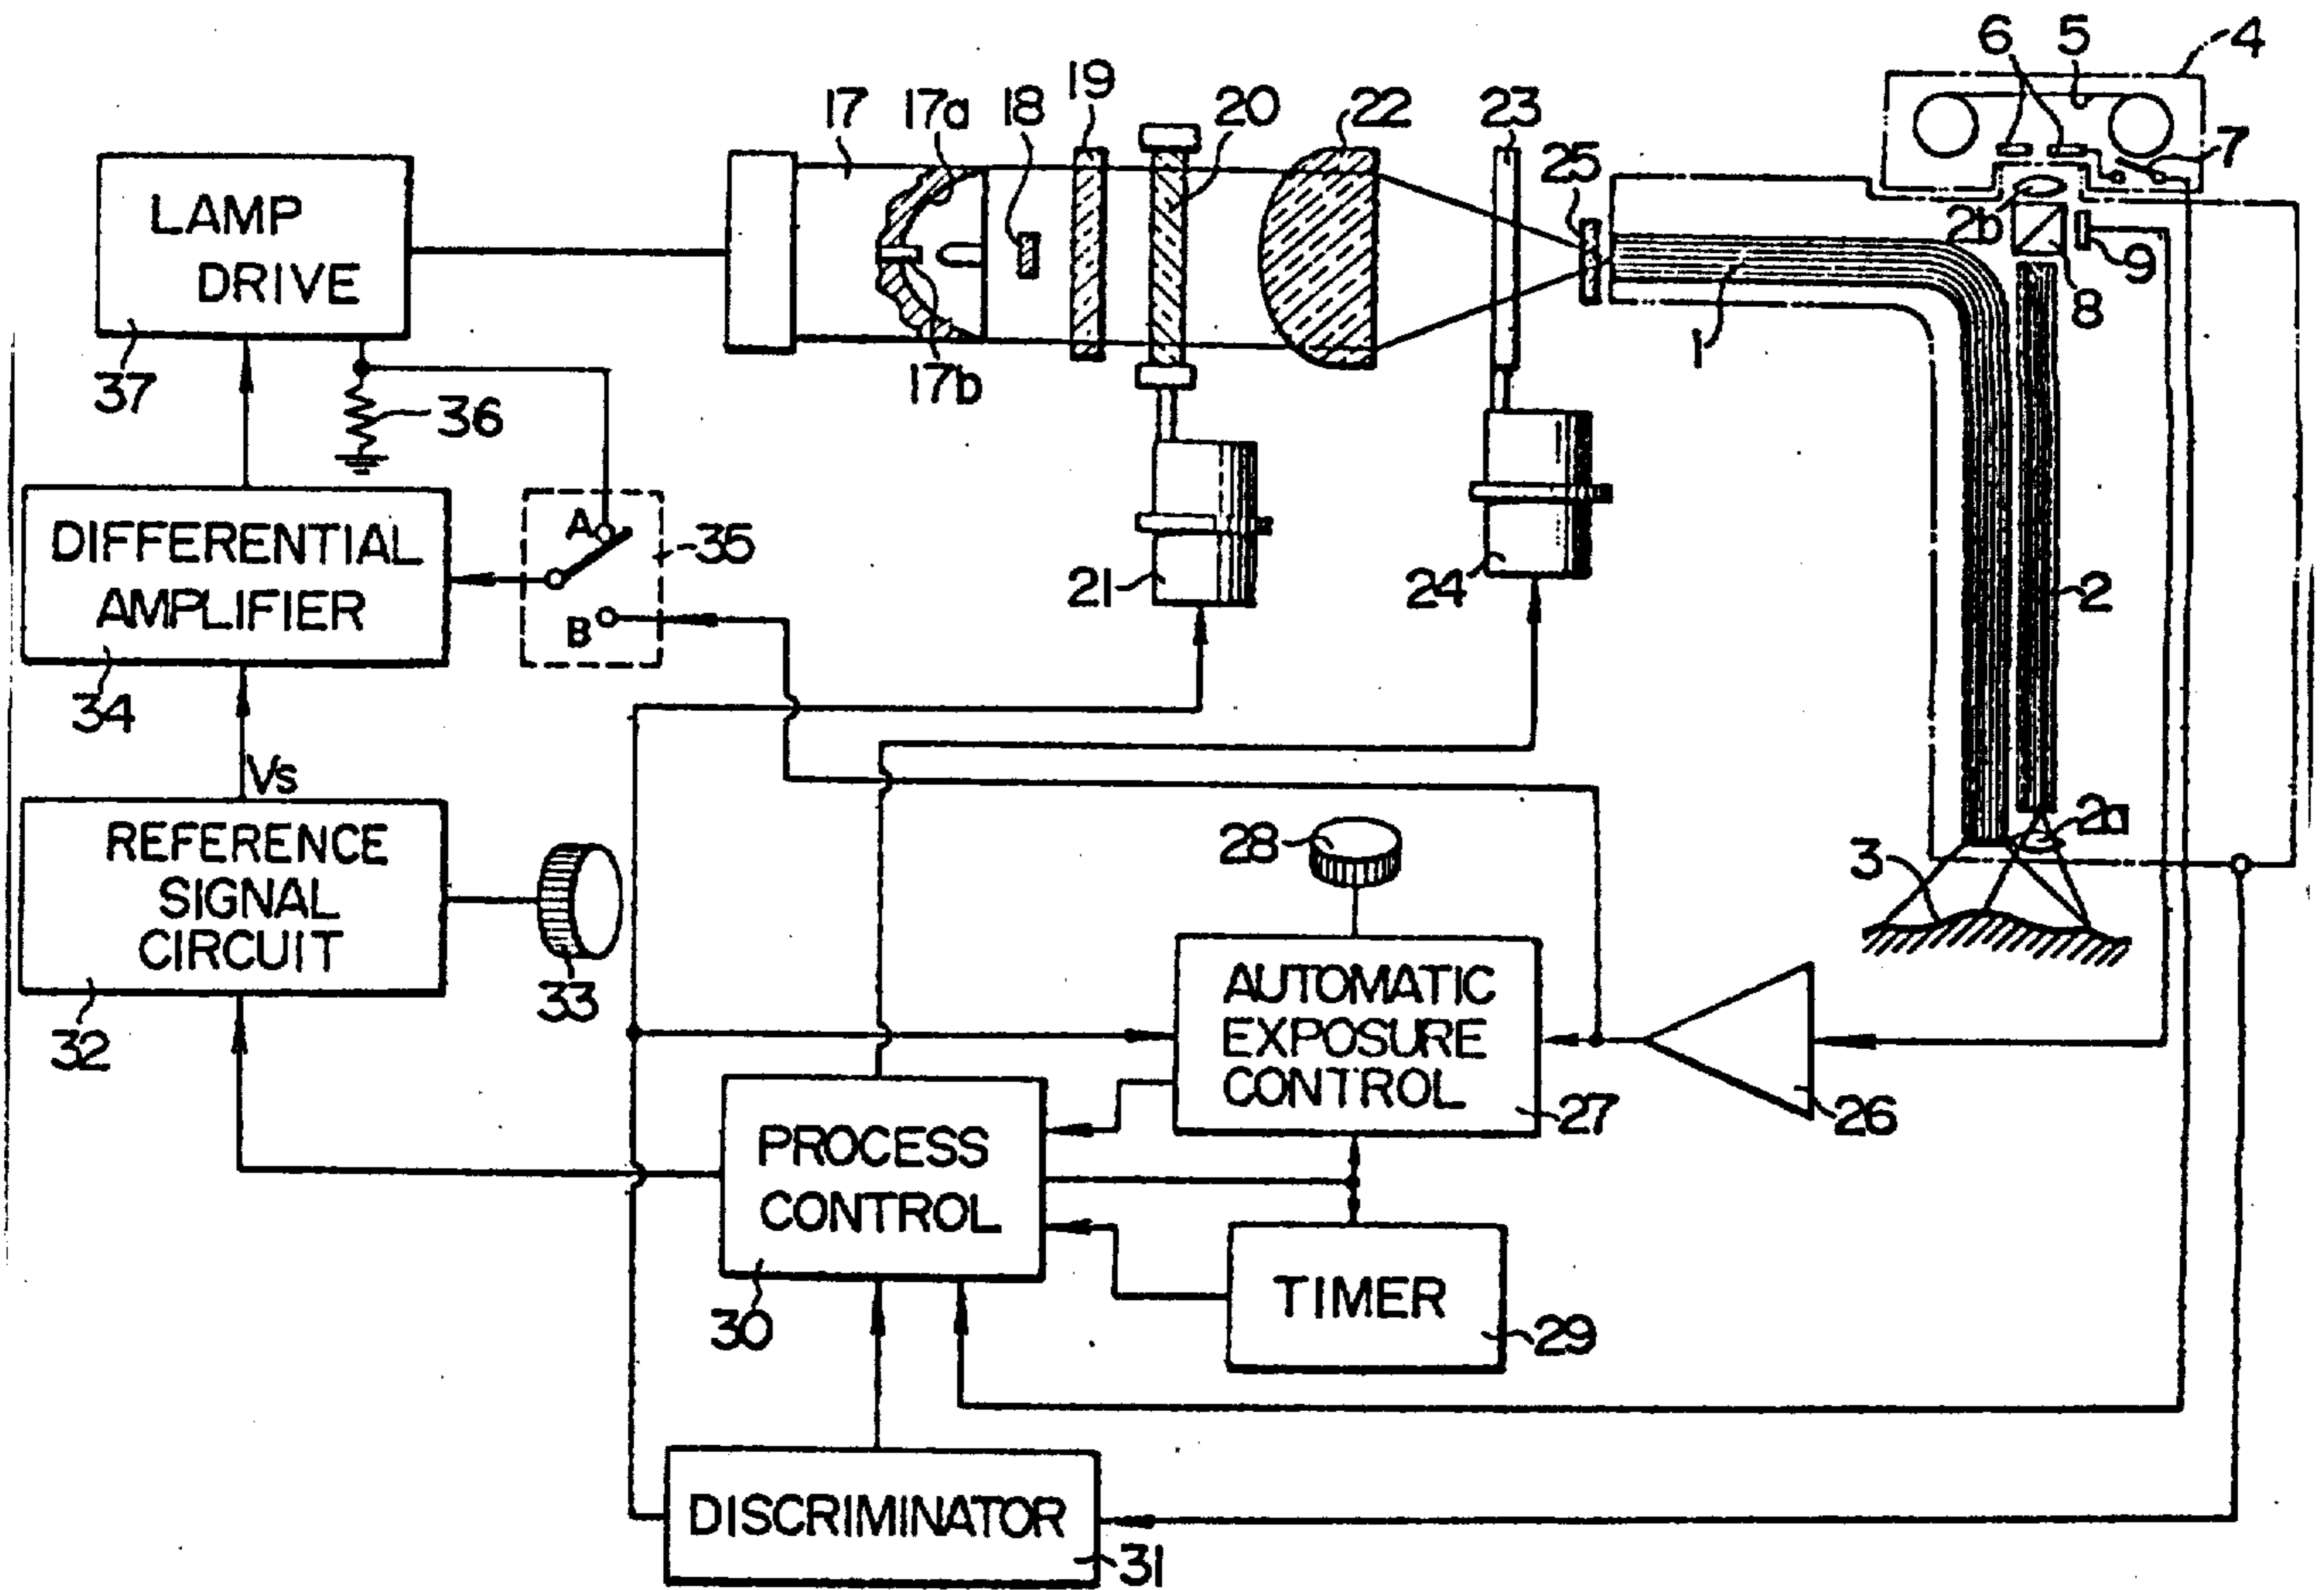 6 5 4
19
17 17a 18 20 22 23
25 7
LAMP
DRIVE
2b 9
8
1
37
36
17b
A
35
B
DIFFERENTIAL
AMPLIFIER
21
24
2
34
Vs
REFERENCE
SIGNAL
CIRCUIT
28
2a
3
33
32
AUTOMATIC
EXPOSURE
CONTROL
27
26
PROCESS
CONTROL
30
TIMER
29
DISCRIMINATOR
31